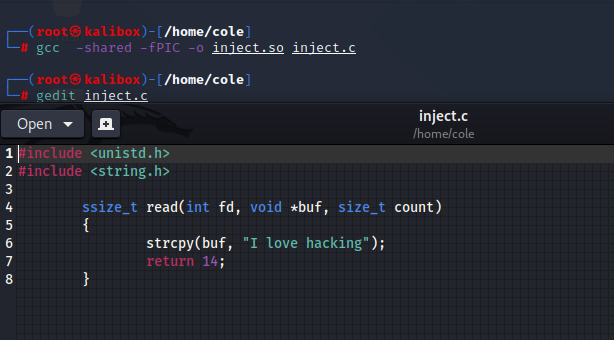 ┌──(root㉿kalibox)-[/home/cole]
└─# gcc  -shared -fPIC -o inject.so inject.c
┌──(root㉿kalibox)-[/home/cole]
└─# gedit inject.c
Open
inject.c
/home/cole
1 #include <unistd.h>
2 #include <string.h>
3
4 ssize_t read(int fd, void *buf, size_t count)
5 {
6 strcpy(buf, "I love hacking");
7 return 14;
8 }